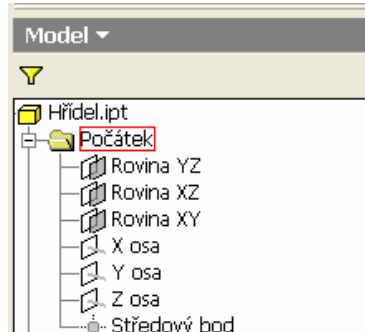 Model
Hřídel.ipt
Počátek
Rovina YZ
Rovina XZ
Rovina XY
X osa
Y osa
Z osa
Středový bod